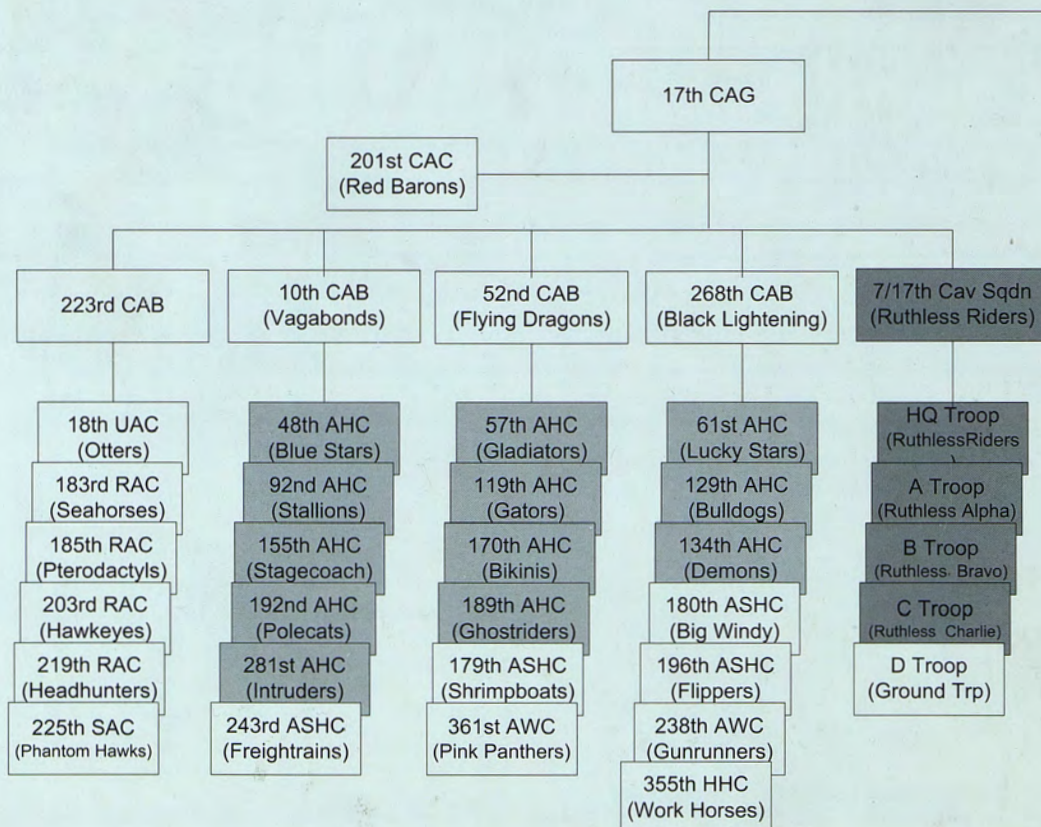 17th CAG
201st CAC
(Red Barons)
223rd CAB
10th CAB
(Vagabonds)
52nd CAB
(Flying Dragons)
268th CAB
(Black Lightening)
7/17th Cav Sqdn
(Ruthless Riders)
18th UAC
(Otters)
183rd RAC
(Seahorses)
185th RAC
(Pterodactyls)
203rd RAC
(Hawkeyes)
219th RAC
(Headhunters)
225th SAC
(Phantom Hawks)
48th AHC
(Blue Stars)
92nd AHC
(Stallions)
155th AHC
(Stagecoach)
192nd AHC
(Polecats)
281st AHC
(Intruders)
243rd ASHC
(Freightrains)
57th AHC
(Gladiators)
119th AHC
(Gators)
170th AHC
(Bikinis)
189th AHC
(Ghostriders)
179th ASHC
(Shrimpboats)
361st AWC
(Pink Panthers)
61st AHC
(Lucky Stars)
129th AHC
(Bulldogs)
134th AHC
(Demons)
180th ASHC
(Big Windy)
196th ASHC
(Flippers)
238th AWC
(Gunrunners)
355th HHC
(Work Horses)
HQ Troop
(RuthlessRiders
)
A Troop
(Ruthless Alpha)
B Troop
(Ruthless Bravo)
C Troop
(Ruthless Charlie)
D Troop
(Ground Trp)